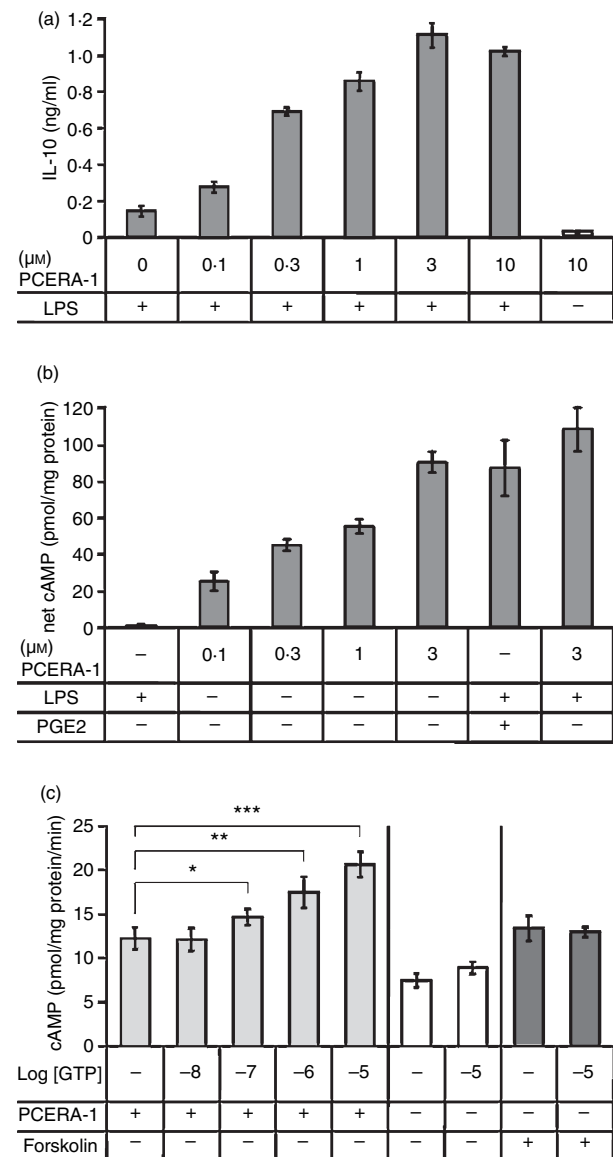 (a)
1·2
1·0
0·8
0·6
0·4
0·2
0
IL-10 (ng/ml)
(μM) PCERA-1 0 0·1 0·3 1 3 10 10
LPS + + + + + + –
(b)
120
100
80
60
40
20
0
net cAMP (pmol/mg protein)
(μM) PCERA-1 – 0·1 0·3 1 3 – 3
LPS + – – – – + +
PGE2 – – – – – + –
(c)
25
20
15
10
5
0
cAMP (pmol/mg protein/min)
***
**
*
Log [GTP] – –8 –7 –6 –5 – –5 – –5
PCERA-1 + + + + + – – – –
Forskolin – – – – – – – + +